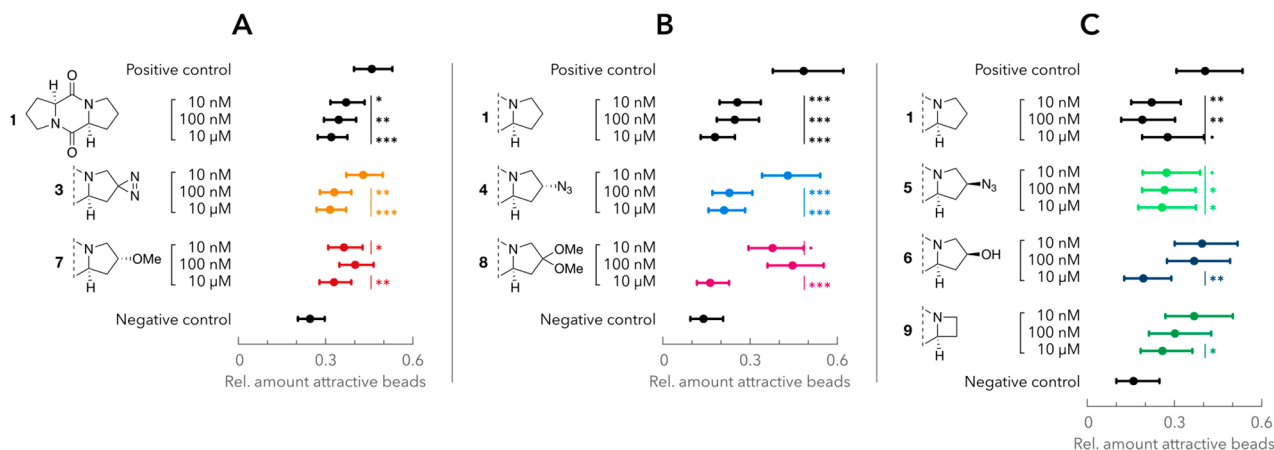 A
Positive control
1
H
O
N
N
O
H
10 nM *
100 nM **
10 µM ***
3
N
N
N
H
10 nM
100 nM **
10 µM ***
7
N
OMe
H
10 nM *
100 nM
10 µM **
Negative control
0 0.3 0.6
Rel. amount attractive beads
B
Positive control
1
N
H
10 nM ***
100 nM ***
10 µM ***
4
N
N3
H
10 nM
100 nM ***
10 µM ***
8
N
OMe
OMe
H
10 nM ·
100 nM
10 µM ***
Negative control
0 0.3 0.6
Rel. amount attractive beads
C
Positive control
1
N
H
10 nM **
100 nM **
10 µM ·
5
N
N3
H
10 nM ·
100 nM *
10 µM *
6
N
OH
H
10 nM
100 nM
10 µM **
9
N
H
10 nM
100 nM
10 µM *
Negative control
0 0.3 0.6
Rel. amount attractive beads